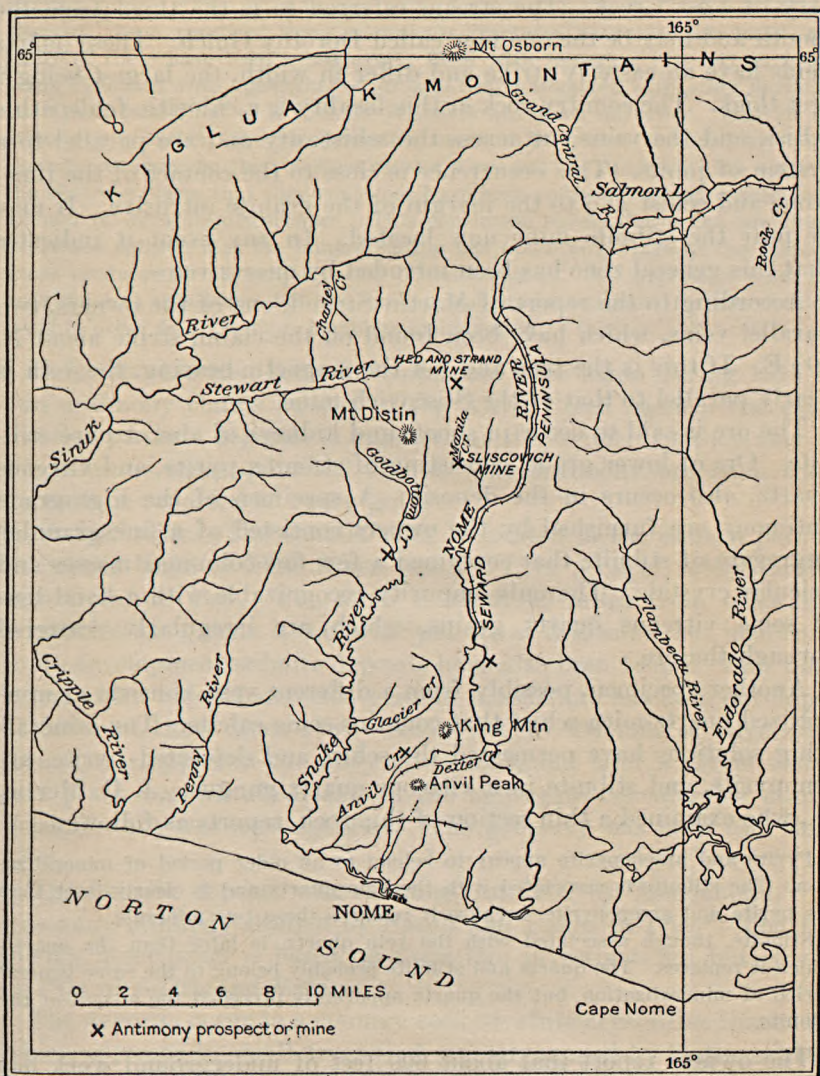 165°
65°
65°
Mt Osborn
KIGLUAIK MOUNTAINS
Grand Central
R.
Salmon L.
Rock Cr
Charley
Cr
River
Stewart River
Sinuk
HED AND STRAND
MINE
Mt Distin
Manila
Cr
SLISCOVICH
MINE
Goldbottom
RIVER
PENINSULA
NOME
SEWARD
River
Flambeau
River
Eldorado
River
Cripple
River
Penny
River
Snake
Glacier Cr
King Mtn
Anvil Cr
Dexter Cr
Anvil Peak
NORTON
SOUND
NOME
0 2 4 6 8 10 MILES
x Antimony prospect or mine
Cape Nome
165°